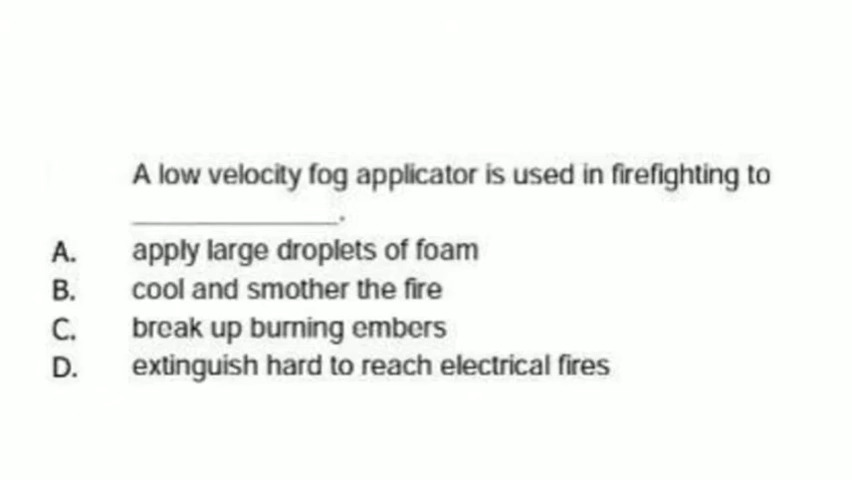 A low velocity fog applicator is used in firefighting to
_______________.
A. apply large droplets of foam
B. cool and smother the fire
C. break up burning embers
D. extinguish hard to reach electrical fires